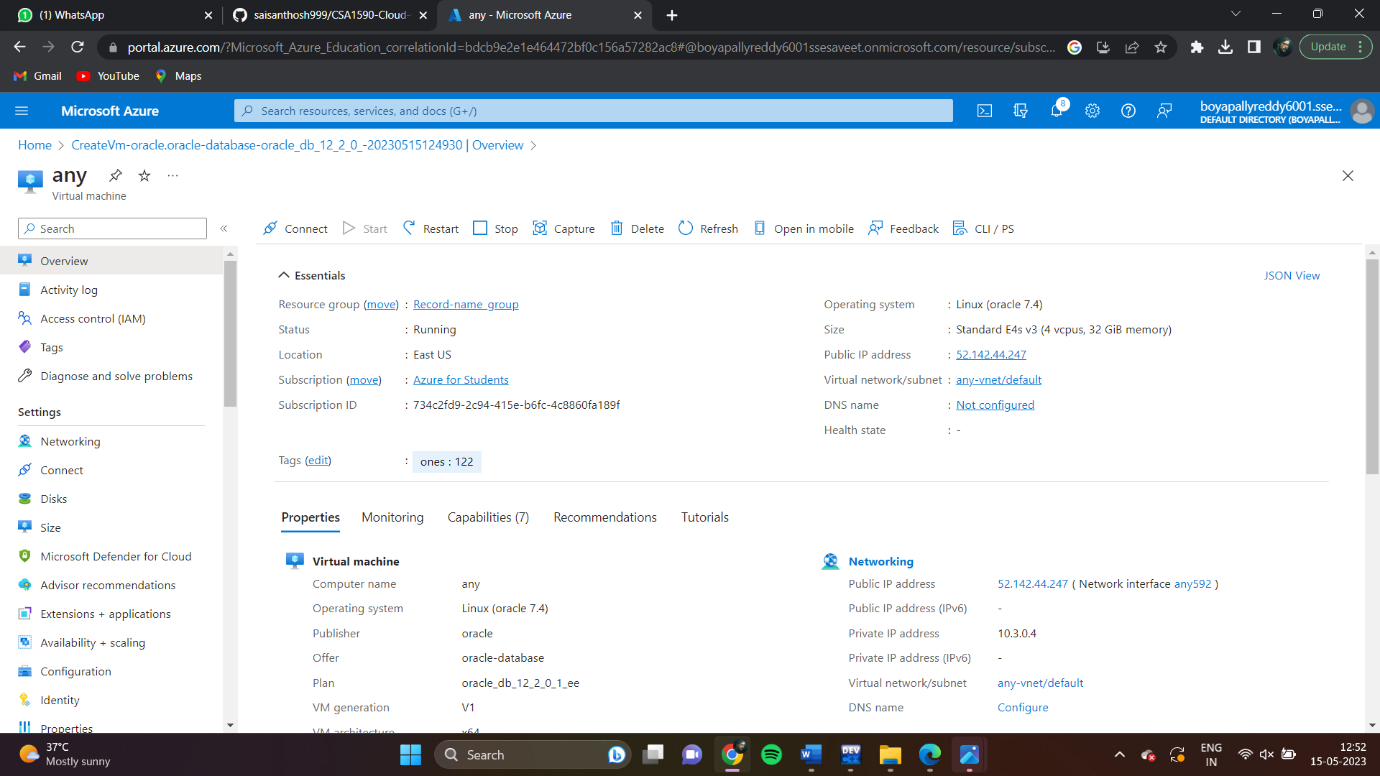 (1) WhatsApp
saisanthosh999/CSA1590-Cloud-
any - Microsoft Azure
portal.azure.com/?Microsoft_Azure_Education_correlationId=bdcb9e2e1e464472bf0c156a57282ac8#@boyapallyreddy6001ssesaveet.onmicrosoft.com/resource/subsc...
Update
Gmail
YouTube
Maps
Microsoft Azure
Search resources, services, and docs (G+/)
8
boyapallyreddy6001.sse...
DEFAULT DIRECTORY (BOYAPALL...
Home > CreateVm-oracle.oracle-database-oracle_db_12_2_0_-20230515124930 | Overview >
any
Virtual machine
Search
Connect
Start
Restart
Stop
Capture
Delete
Refresh
Open in mobile
Feedback
CLI / PS
Overview
Activity log
Access control (IAM)
Tags
Diagnose and solve problems
Settings
Networking
Connect
Disks
Size
Microsoft Defender for Cloud
Advisor recommendations
Extensions + applications
Availability + scaling
Configuration
Identity
Properties
Essentials
JSON View
Resource group (move) : Record-name_group
Status : Running
Location : East US
Subscription (move) : Azure for Students
Subscription ID : 734c2fd9-2c94-415e-b6fc-4c8860fa189f
Operating system : Linux (oracle 7.4)
Size : Standard E4s v3 (4 vcpus, 32 GiB memory)
Public IP address : 52.142.44.247
Virtual network/subnet : any-vnet/default
DNS name : Not configured
Health state : -
Tags (edit) : ones : 122
Properties
Monitoring
Capabilities (7)
Recommendations
Tutorials
Virtual machine
Computer name any
Operating system Linux (oracle 7.4)
Publisher oracle
Offer oracle-database
Plan oracle_db_12_2_0_1_ee
VM generation V1
VM architecture x64
Networking
Public IP address 52.142.44.247 ( Network interface any592 )
Public IP address (IPv6) -
Private IP address 10.3.0.4
Private IP address (IPv6) -
Virtual network/subnet any-vnet/default
DNS name Configure
37°C
Mostly sunny
Search
W
DEV
ENG
IN
12:52
15-05-2023